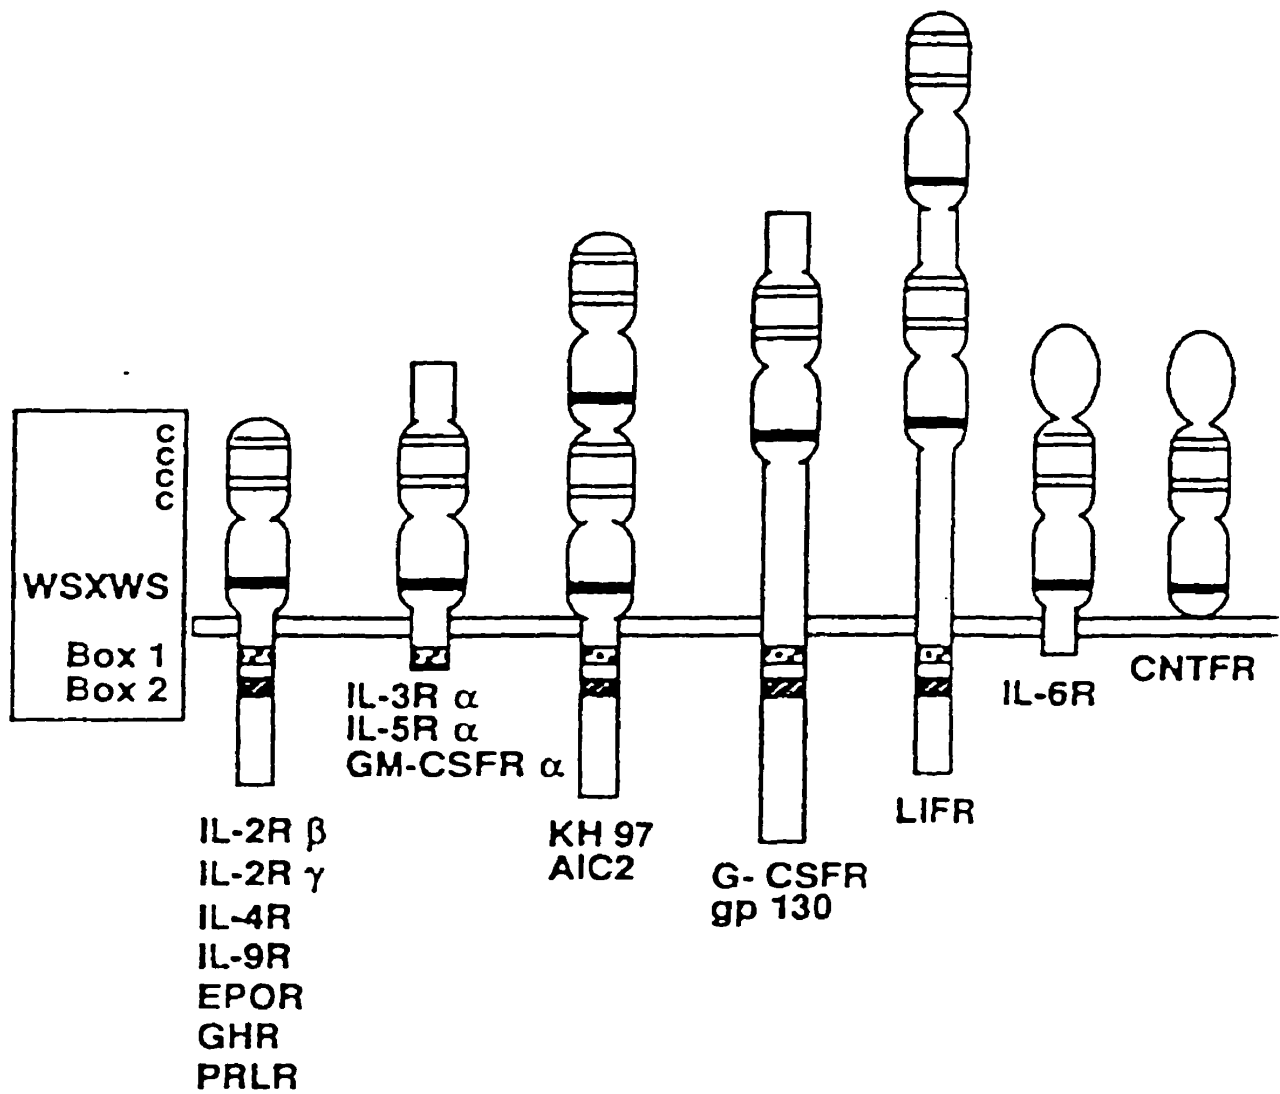 C
C
C
C
WSXWS
Box 1
Box 2
IL-2R β
IL-2R γ
IL-4R
IL-9R
EPOR
GHR
PRLR
IL-3R α
IL-5R α
GM-CSFR α
KH 97
AIC2
G- CSFR
gp 130
LIFR
IL-6R
CNTFR